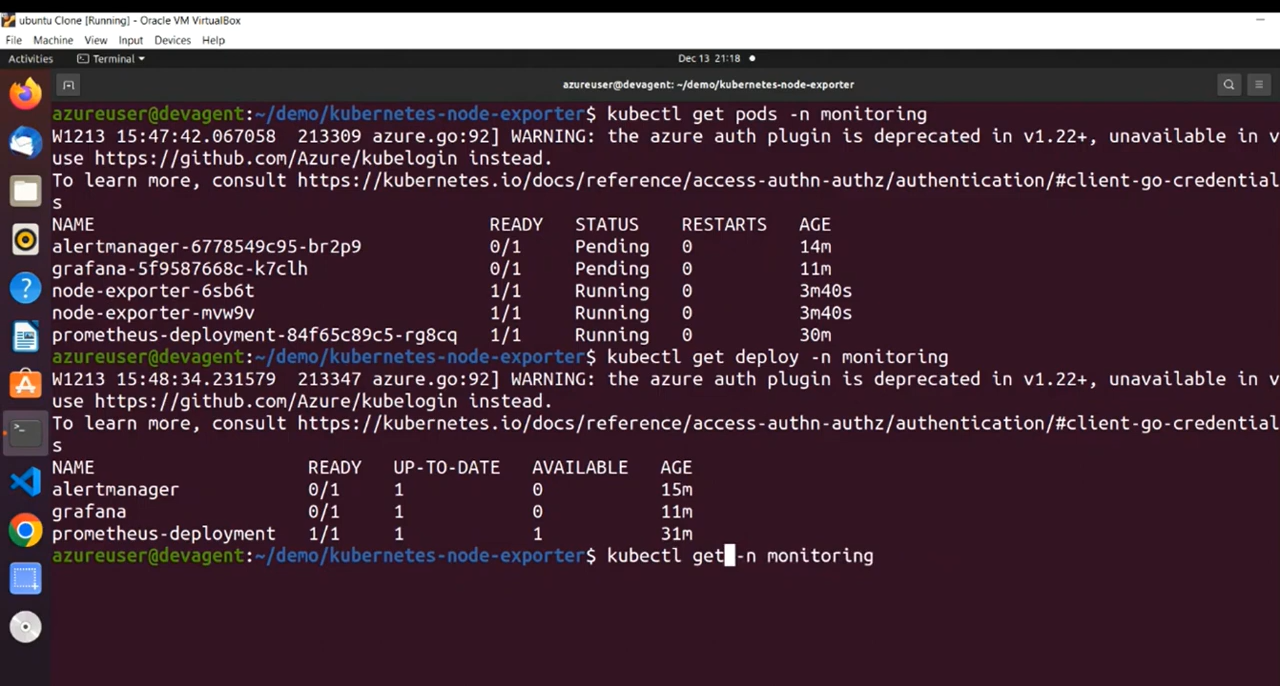 ubuntu Clone [Running] - Oracle VM VirtualBox
File Machine View Input Devices Help
Activities Terminal Dec 13 21:18
azureuser@devagent: ~/demo/kubernetes-node-exporter
azureuser@devagent:~/demo/kubernetes-node-exporter$ kubectl get pods -n monitoring
W1213 15:47:42.067058 213309 azure.go:92] WARNING: the azure auth plugin is deprecated in v1.22+, unavailable in v
use https://github.com/Azure/kubelogin instead.
To learn more, consult https://kubernetes.io/docs/reference/access-authn-authz/authentication/#client-go-credential
s
NAME READY STATUS RESTARTS AGE
alertmanager-6778549c95-br2p9 0/1 Pending 0 14m
grafana-5f9587668c-k7clh 0/1 Pending 0 11m
node-exporter-6sb6t 1/1 Running 0 3m40s
node-exporter-mvw9v 1/1 Running 0 3m40s
prometheus-deployment-84f65c89c5-rg8cq 1/1 Running 0 30m
azureuser@devagent:~/demo/kubernetes-node-exporter$ kubectl get deploy -n monitoring
W1213 15:48:34.231579 213347 azure.go:92] WARNING: the azure auth plugin is deprecated in v1.22+, unavailable in v
use https://github.com/Azure/kubelogin instead.
To learn more, consult https://kubernetes.io/docs/reference/access-authn-authz/authentication/#client-go-credential
s
NAME READY UP-TO-DATE AVAILABLE AGE
alertmanager 0/1 1 0 15m
grafana 0/1 1 0 11m
prometheus-deployment 1/1 1 1 31m
azureuser@devagent:~/demo/kubernetes-node-exporter$ kubectl get -n monitoring